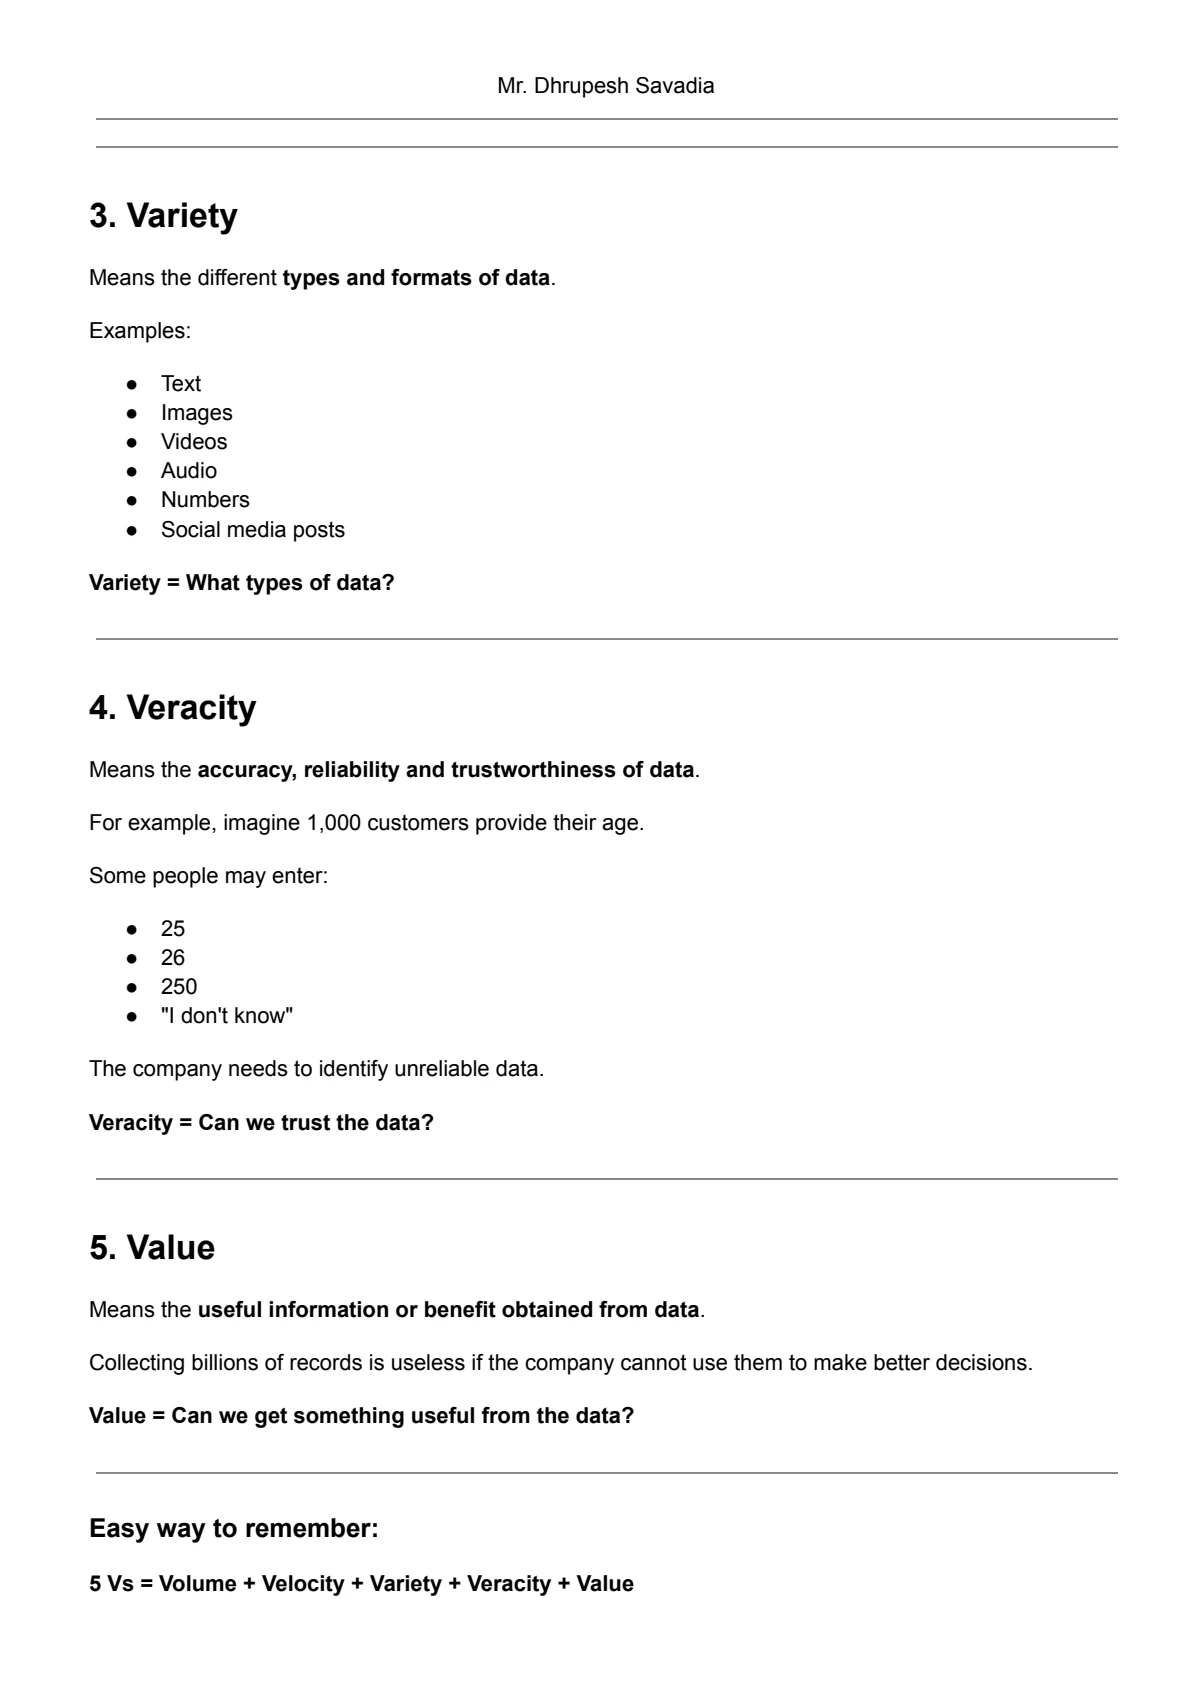 Mr. Dhrupesh Savadia
3. Variety
Means the different types and formats of data.
Examples:
● Text
● Images
● Videos
● Audio
● Numbers
● Social media posts
Variety = What types of data?
4. Veracity
Means the accuracy, reliability and trustworthiness of data.
For example, imagine 1,000 customers provide their age.
Some people may enter:
● 25
● 26
● 250
● "I don't know"
The company needs to identify unreliable data.
Veracity = Can we trust the data?
5. Value
Means the useful information or benefit obtained from data.
Collecting billions of records is useless if the company cannot use them to make better decisions.
Value = Can we get something useful from the data?
Easy way to remember:
5 Vs = Volume + Velocity + Variety + Veracity + Value